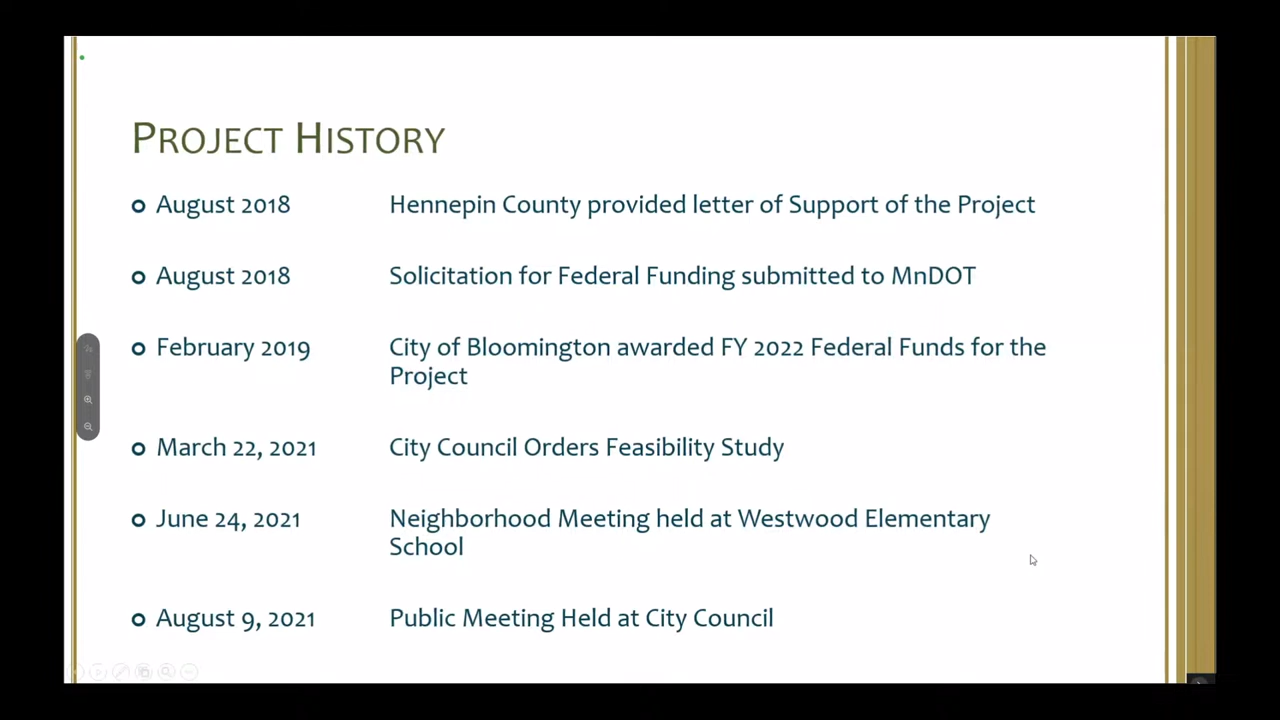 PROJECT HISTORY
August 2018 Hennepin County provided letter of Support of the Project
August 2018 Solicitation for Federal Funding submitted to MnDOT
February 2019 City of Bloomington awarded FY 2022 Federal Funds for the
Project
March 22, 2021 City Council Orders Feasibility Study
June 24, 2021 Neighborhood Meeting held at Westwood Elementary
School
August 9, 2021 Public Meeting Held at City Council